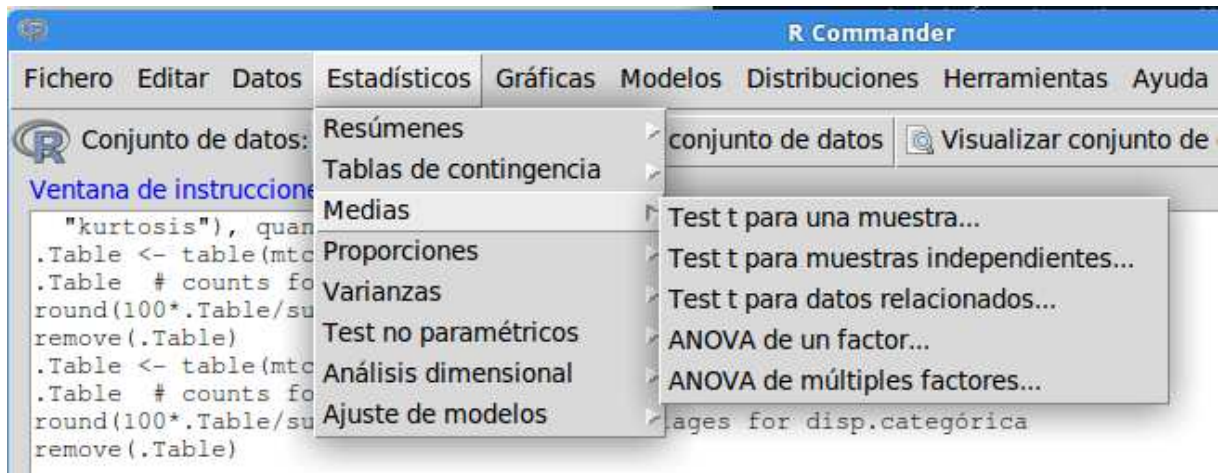 R Commander
Fichero Editar Datos Estadísticos Gráficas Modelos Distribuciones Herramientas Ayuda
R Conjunto de datos: conjunto de datos Visualizar conjunto de
Ventana de instruccione
Resúmenes
Tablas de contingencia
Medias
Proporciones
Varianzas
Test no paramétricos
Análisis dimensional
Ajuste de modelos
Test t para una muestra...
Test t para muestras independientes...
Test t para datos relacionados...
ANOVA de un factor...
ANOVA de múltiples factores...
"kurtosis"), quan
.Table <- table(mtc
.Table # counts fo
round(100*.Table/su
remove(.Table)
.Table <- table(mtc
.Table # counts fo
round(100*.Table/su ages for disp.categórica
remove(.Table)